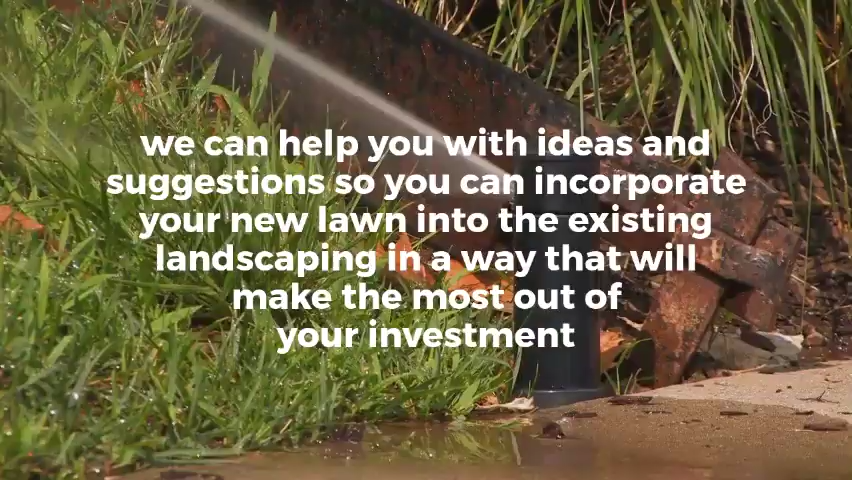 we can help you with ideas and
suggestions so you can incorporate
your new lawn into the existing
landscaping in a way that will
make the most out of
your investment